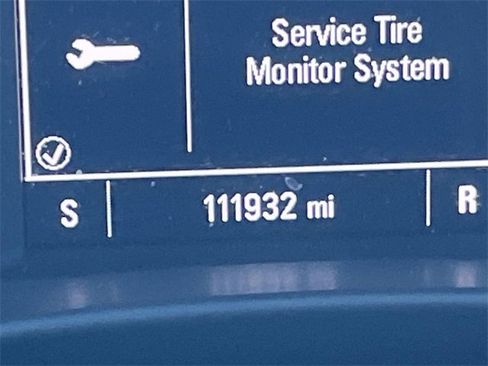 Service Tire
Monitor System
S 111932 mi R